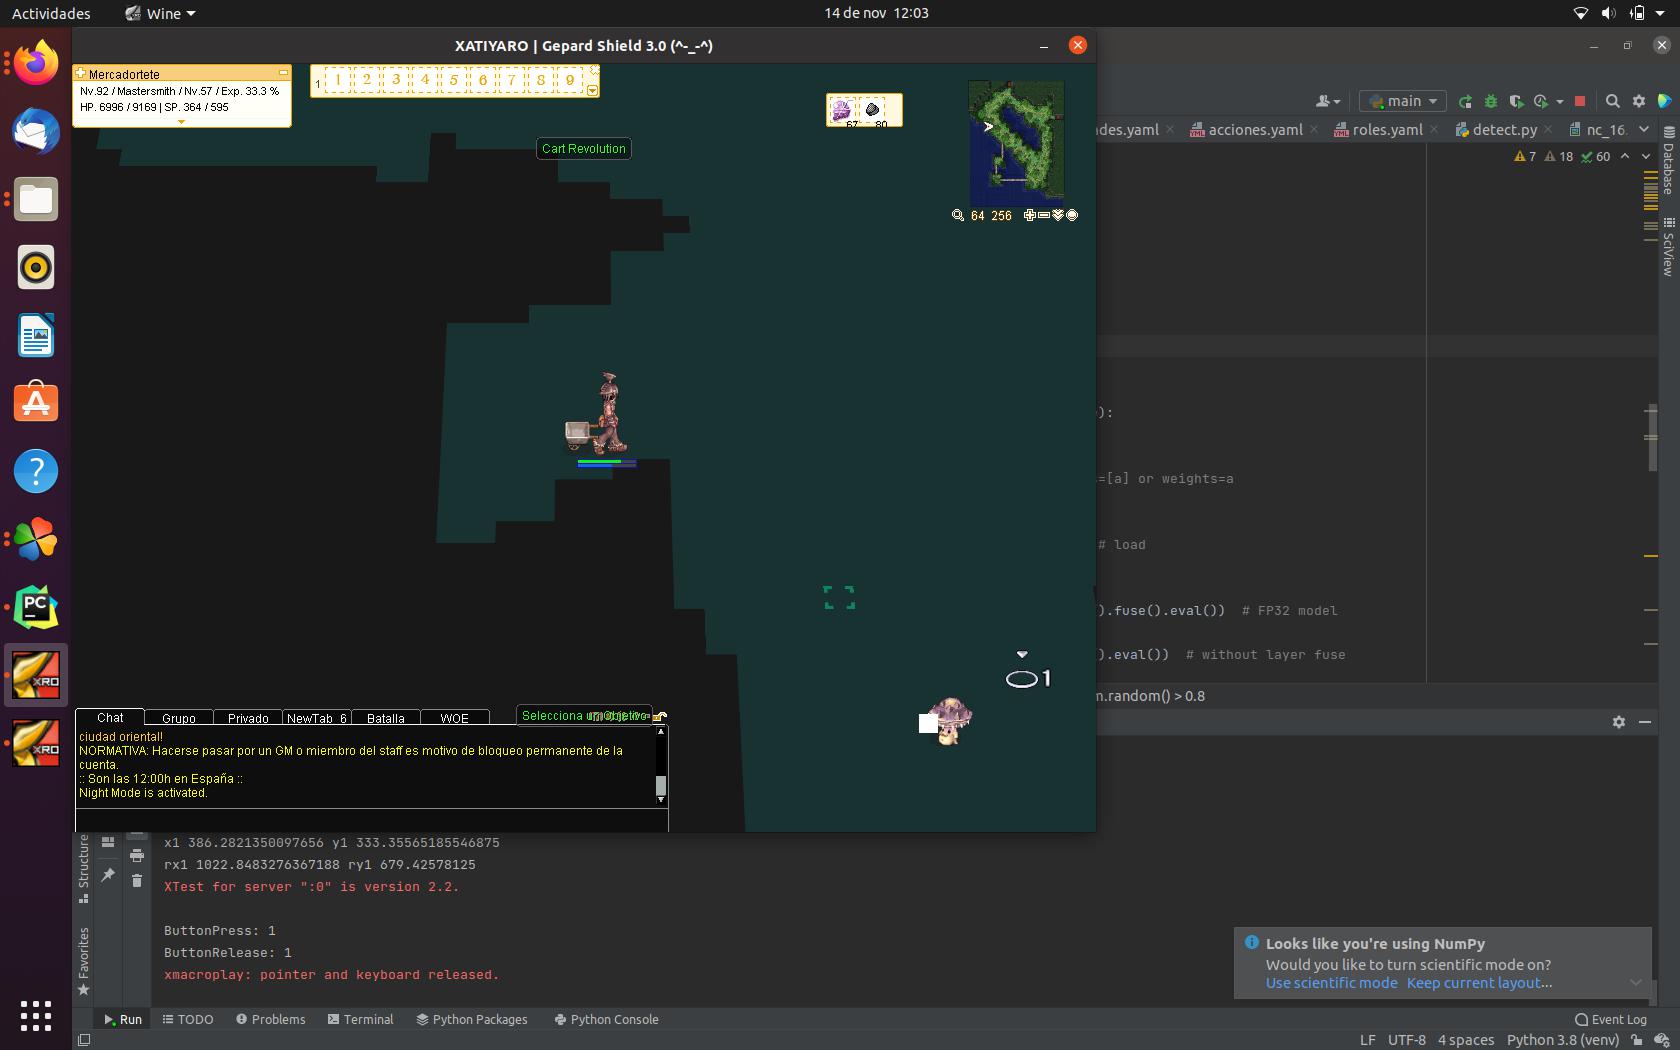 Actividades
Wine
14 de nov 12:03
XATIYARO | Gepard Shield 3.0 (^-_-^)
Mercadortete
Nv.92 / Mastersmith / Nv.57 / Exp. 33.3 %
HP. 6996 / 9169 | SP. 364 / 595
1
1 2 3 4 5 6 7 8 9
67 80
Cart Revolution
64 256
main
des.yaml
acciones.yaml
roles.yaml
detect.py
nc_16.
7 18 60
Database
SciView
):
=[a] or weights=a
# load
).fuse().eval()) # FP32 model
).eval()) # without layer fuse
m.random() > 0.8
1
Chat
Grupo
Privado
NewTab 6
Batalla
WOE
Selecciona un objetivo
ciudad oriental!
NORMATIVA: Hacerse pasar por un GM o miembro del staff es motivo de bloqueo permanente de la
cuenta.
:: Son las 12:00h en España ::
Night Mode is activated.
XRO
XRO
PC
Structure
Favorites
x1 386.2821350097656 y1 333.35565185546875
rx1 1022.8483276367188 ry1 679.42578125
XTest for server ":0" is version 2.2.
ButtonPress: 1
ButtonRelease: 1
xmacroplay: pointer and keyboard released.
Looks like you're using NumPy
Would you like to turn scientific mode on?
Use scientific mode Keep current layout...
Run
TODO
Problems
Terminal
Python Packages
Python Console
Event Log
LF UTF-8 4 spaces Python 3.8 (venv)